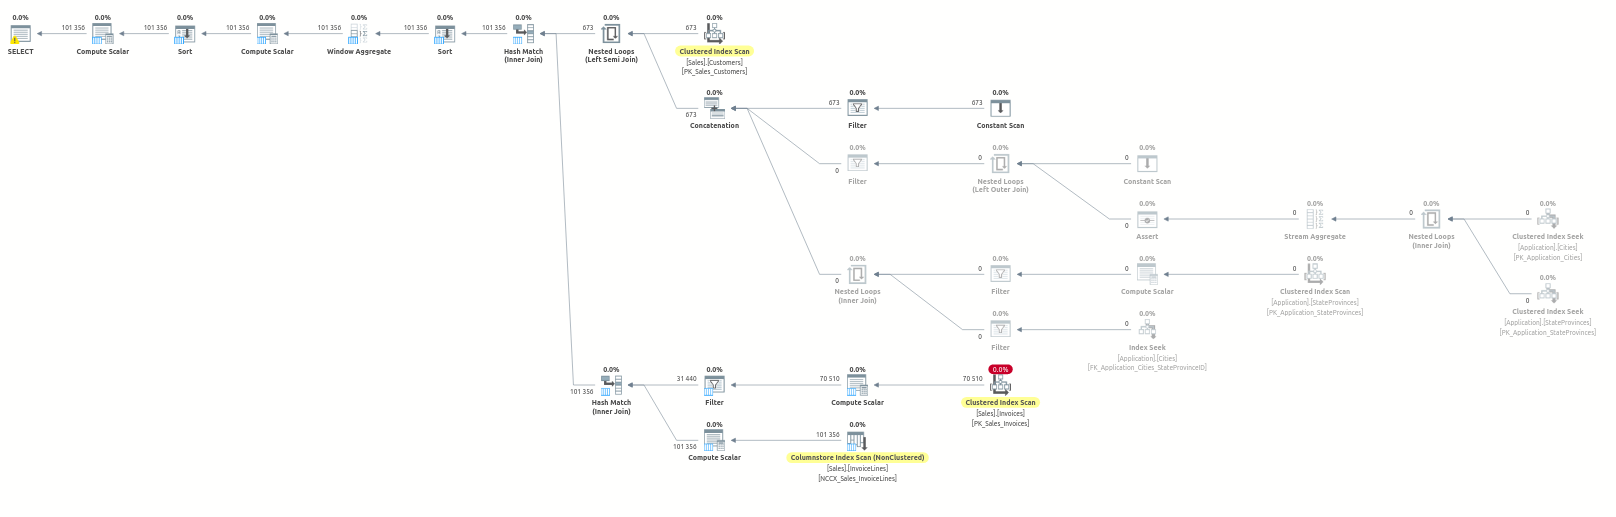 0.0%
101 356
0.0%
101 356
0.0%
101 356
0.0%
101 356
0.0%
101 356
0.0%
101 356
0.0%
673
0.0%
673
0.0%
SELECT
Compute Scalar
Sort
Compute Scalar
Window Aggregate
Sort
Hash Match
(Inner Join)
Nested Loops
(Left Semi Join)
Clustered Index Scan
[Sales].[Customers]
[PK_Sales_Customers]
0.0%
673
Concatenation
0.0%
673
Filter
0.0%
673
Constant Scan
0.0%
0
Filter
0.0%
0
Nested Loops
(Left Outer Join)
0.0%
0
Constant Scan
0.0%
0
Assert
0.0%
0
Stream Aggregate
0.0%
0
Nested Loops
(Inner Join)
0.0%
0
Clustered Index Seek
[Application].[Cities]
[PK_Application_Cities]
0.0%
0
Clustered Index Seek
[Application].[StateProvinces]
[PK_Application_StateProvinces]
0.0%
0
Nested Loops
(Inner Join)
0.0%
0
Filter
0.0%
0
Compute Scalar
0.0%
0
Clustered Index Scan
[Application].[StateProvinces]
[PK_Application_StateProvinces]
0.0%
0
Filter
0.0%
0
Index Seek
[Application].[Cities]
[FK_Application_Cities_StateProvinceID]
0.0%
101 356
Hash Match
(Inner Join)
0.0%
31 440
Filter
0.0%
70 510
Compute Scalar
0.0%
70 510
Clustered Index Scan
[Sales].[Invoices]
[PK_Sales_Invoices]
0.0%
101 356
Compute Scalar
0.0%
101 356
Columnstore Index Scan (NonClustered)
[Sales].[InvoiceLines]
[NCCX_Sales_InvoiceLines]